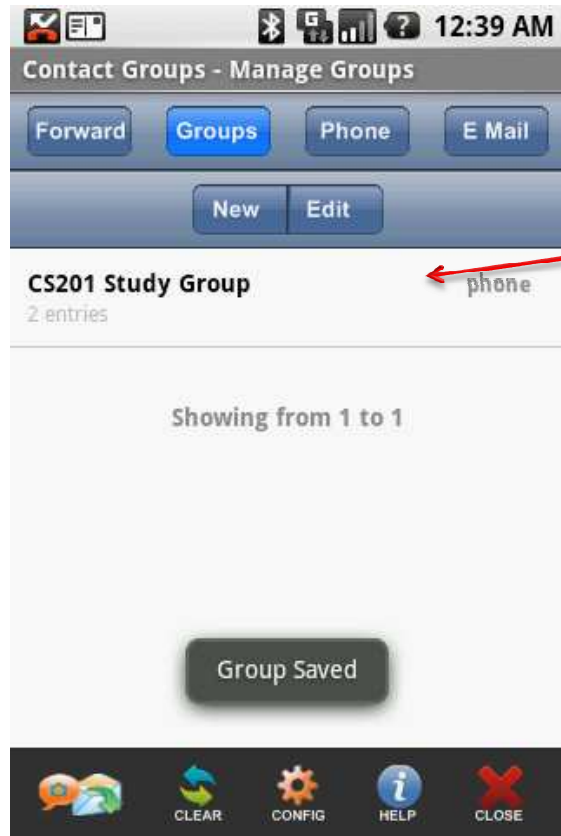 12:39 AM
Contact Groups - Manage Groups
Forward Groups Phone E Mail
New Edit
CS201 Study Group phone
2 entries
Showing from 1 to 1
Group Saved
CLEAR CONFIG HELP CLOSE